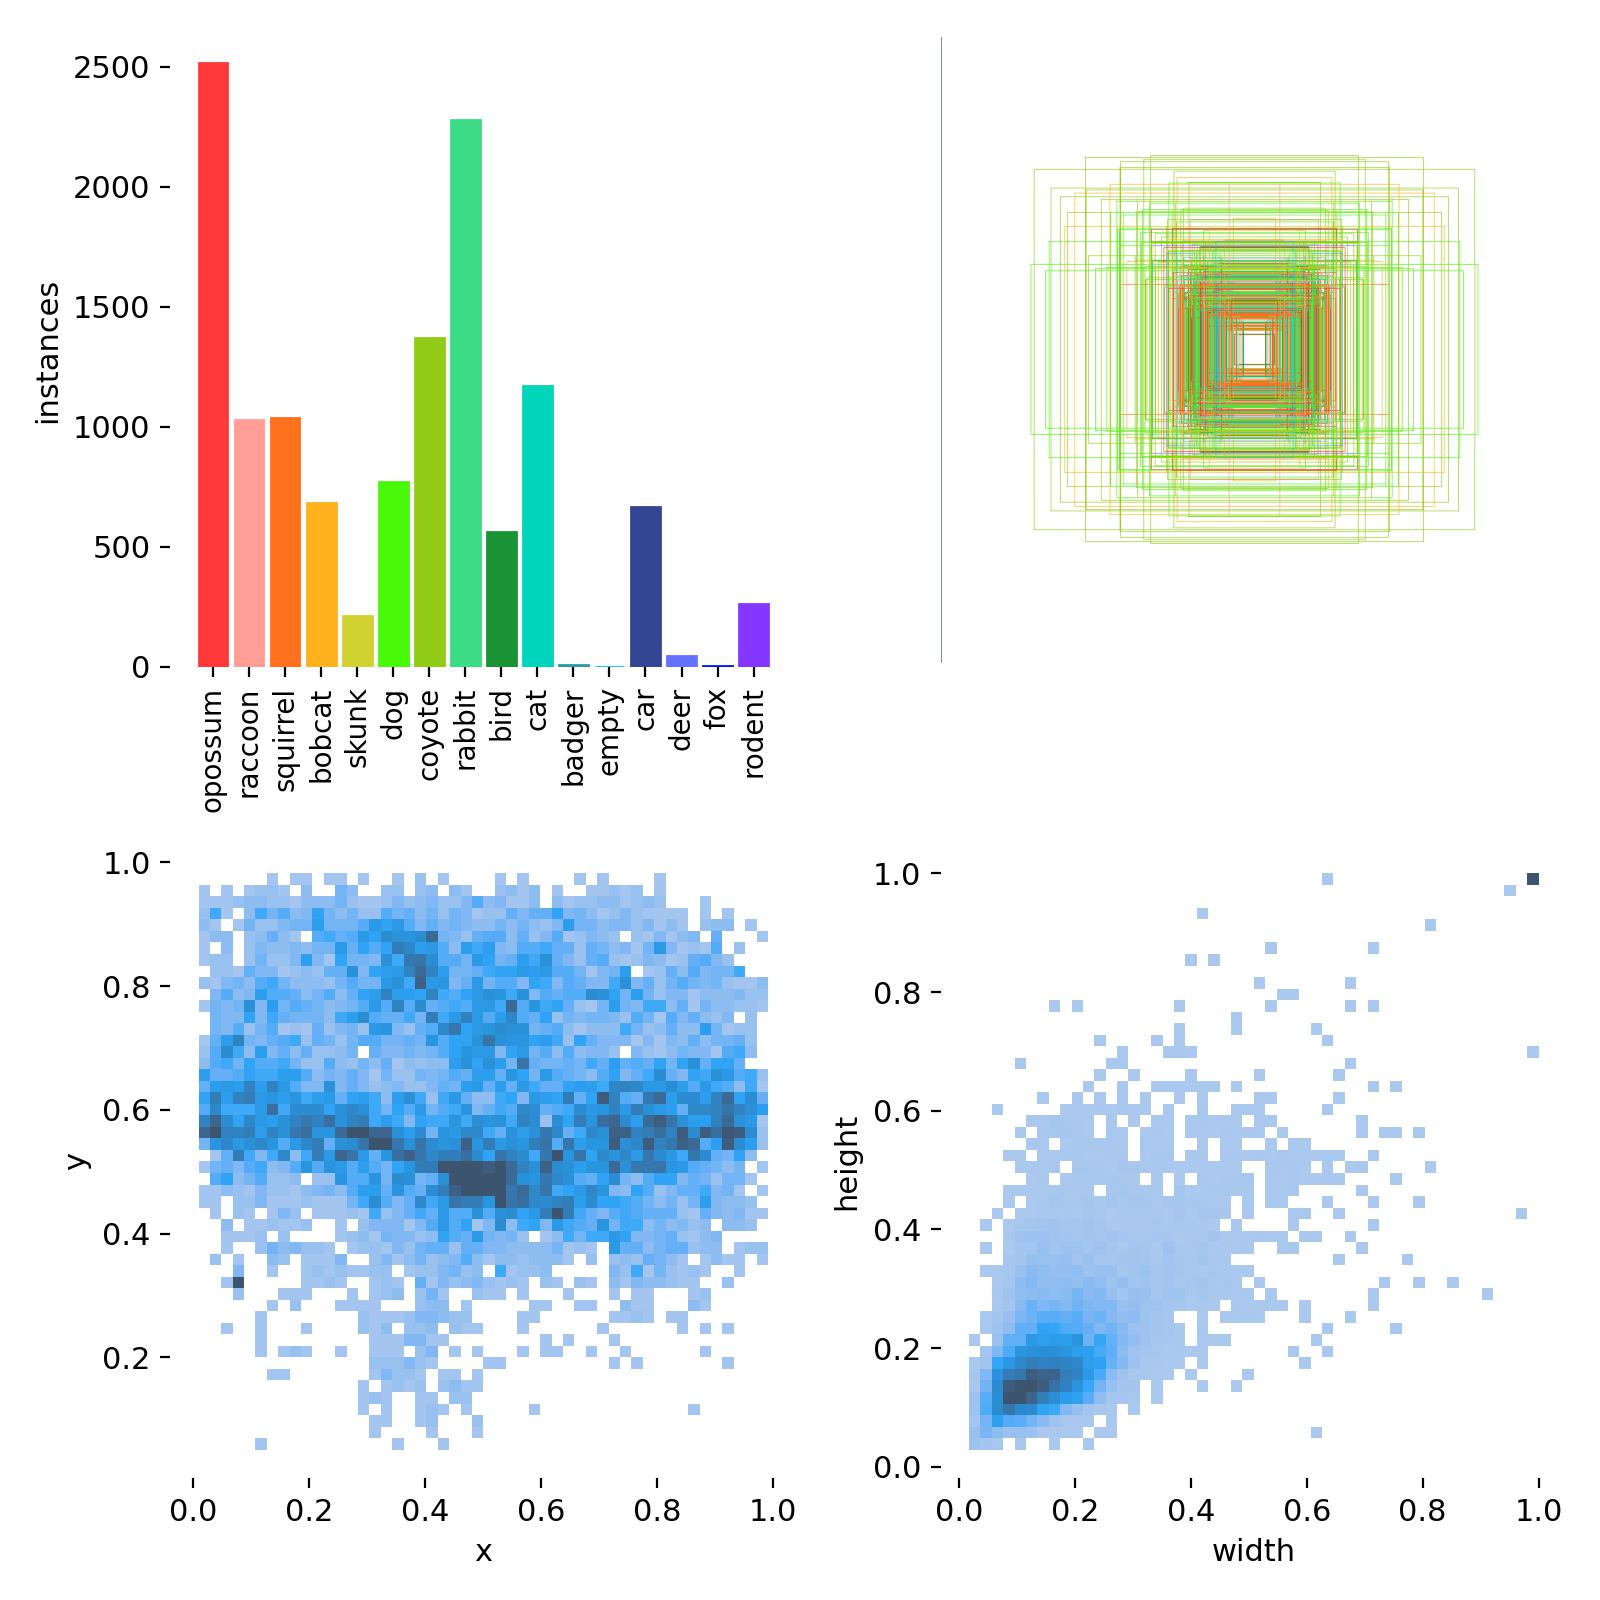 2500
2000
1500
1000
500
0
instances
opossum
raccoon
squirrel
bobcat
skunk
dog
coyote
rabbit
bird
cat
badger
empty
car
deer
fox
rodent
1.0
0.8
0.6
0.4
0.2
y
0.0 0.2 0.4 0.6 0.8 1.0
x
1.0
0.8
0.6
0.4
0.2
0.0
height
0.0 0.2 0.4 0.6 0.8 1.0
width